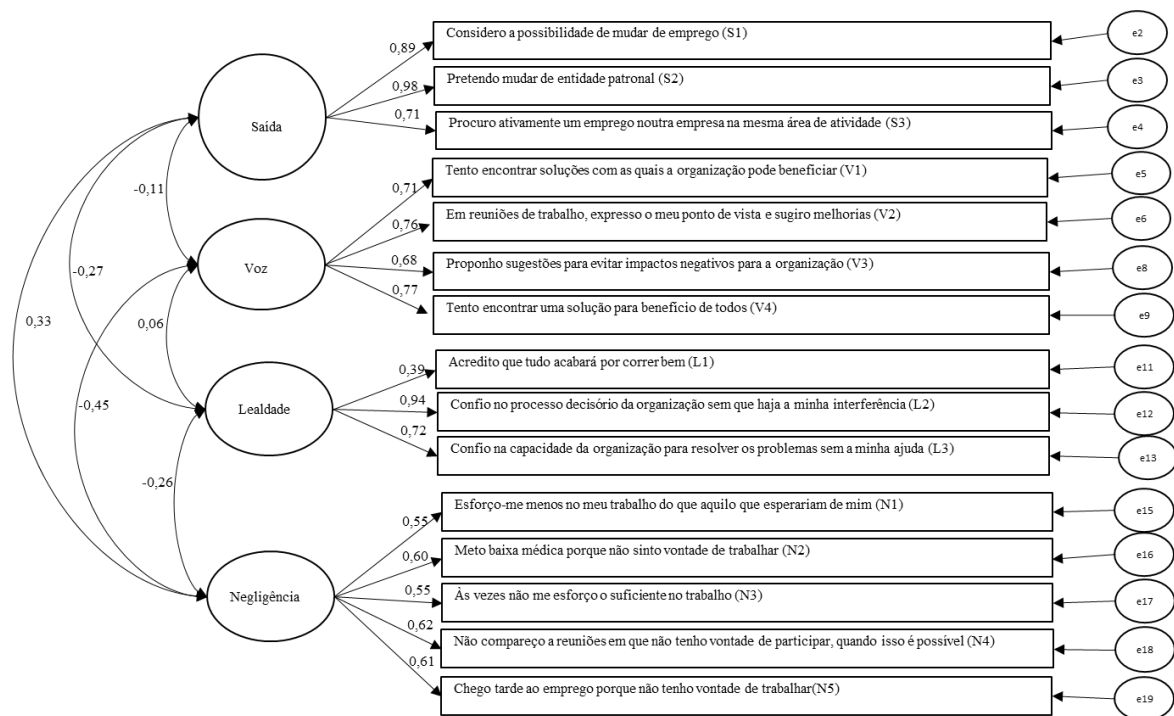 Considero a possibilidade de mudar de emprego (S1)
e2
0,89
Pretendo mudar de entidade patronal (S2)
e3
0,98
Saída
0,71
Procuro ativamente um emprego noutra empresa na mesma área de atividade (S3)
e4
Tento encontrar soluções com as quais a organização pode beneficiar (V1)
e5
-0,11
0,71
Em reuniões de trabalho, expresso o meu ponto de vista e sugiro melhorias (V2)
e6
0,76
Voz
0,68
Proponho sugestões para evitar impactos negativos para a organização (V3)
e8
-0,27
0,77
Tento encontrar uma solução para benefício de todos (V4)
e9
0,33
0,06
Acredito que tudo acabará por correr bem (L1)
e11
0,39
Confio no processo decisório da organização sem que haja a minha interferência (L2)
e12
0,94
-0,45
Lealdade
0,72
Confio na capacidade da organização para resolver os problemas sem a minha ajuda (L3)
e13
-0,26
Esforço-me menos no meu trabalho do que aquilo que esperariam de mim (N1)
e15
0,55
Meto baixa médica porque não sinto vontade de trabalhar (N2)
e16
0,60
Negligência
0,55
Às vezes não me esforço o suficiente no trabalho (N3)
e17
0,62
Não compareço a reuniões em que não tenho vontade de participar, quando isso é possível (N4)
e18
0,61
Chego tarde ao emprego porque não tenho vontade de trabalhar(N5)
e19